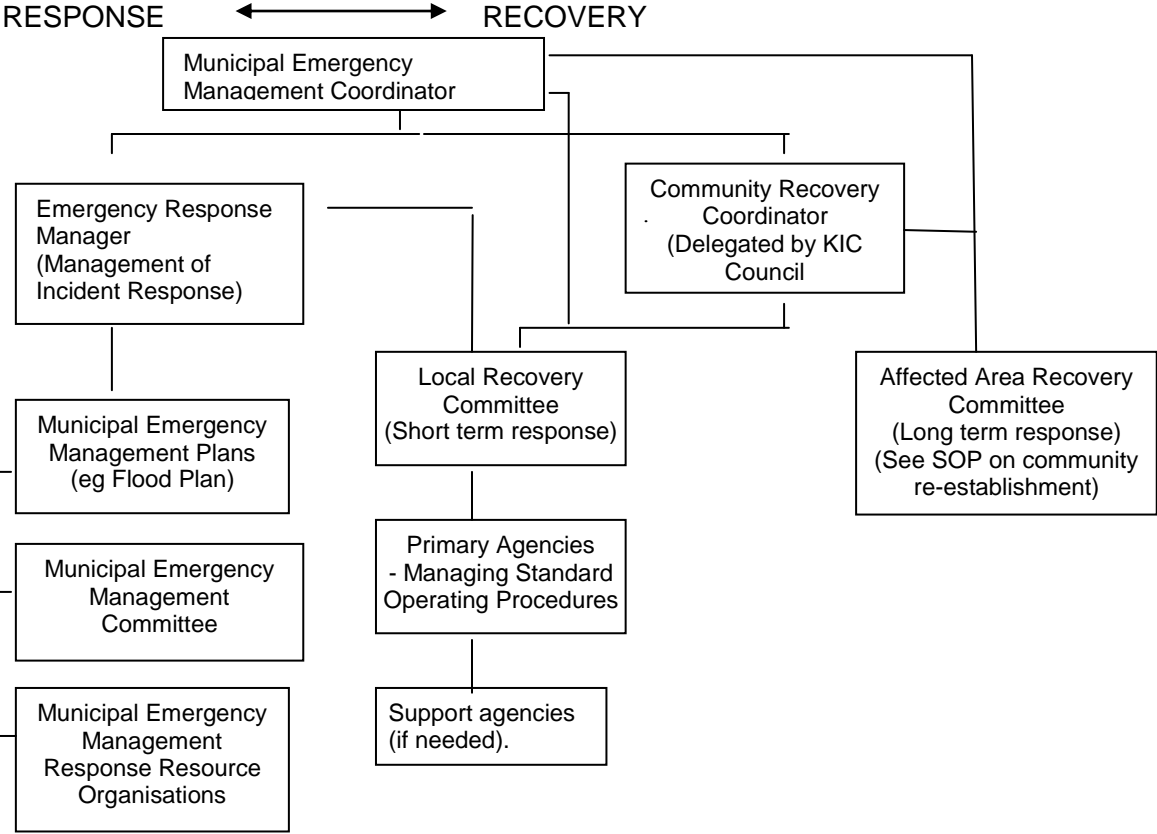 RESPONSE RECOVERY
Municipal Emergency
Management Coordinator
Emergency Response
Manager
(Management of
Incident Response)
Community Recovery
Coordinator
(Delegated by KIC
Council
Municipal Emergency
Management Plans
(eg Flood Plan)
Local Recovery
Committee
(Short term response)
Affected Area Recovery
Committee
(Long term response)
(See SOP on community
re-establishment)
Municipal Emergency
Management
Committee
Primary Agencies
- Managing Standard
Operating Procedures
Municipal Emergency
Management
Response Resource
Organisations
Support agencies
(if needed).